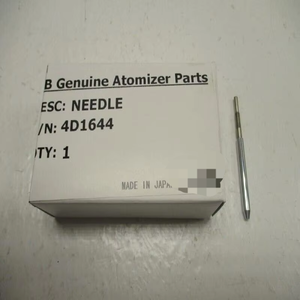 B Genuine Atomizer Parts
ESC: NEEDLE
/N: 4D1644
QTY: 1
MADE IN JAPAN